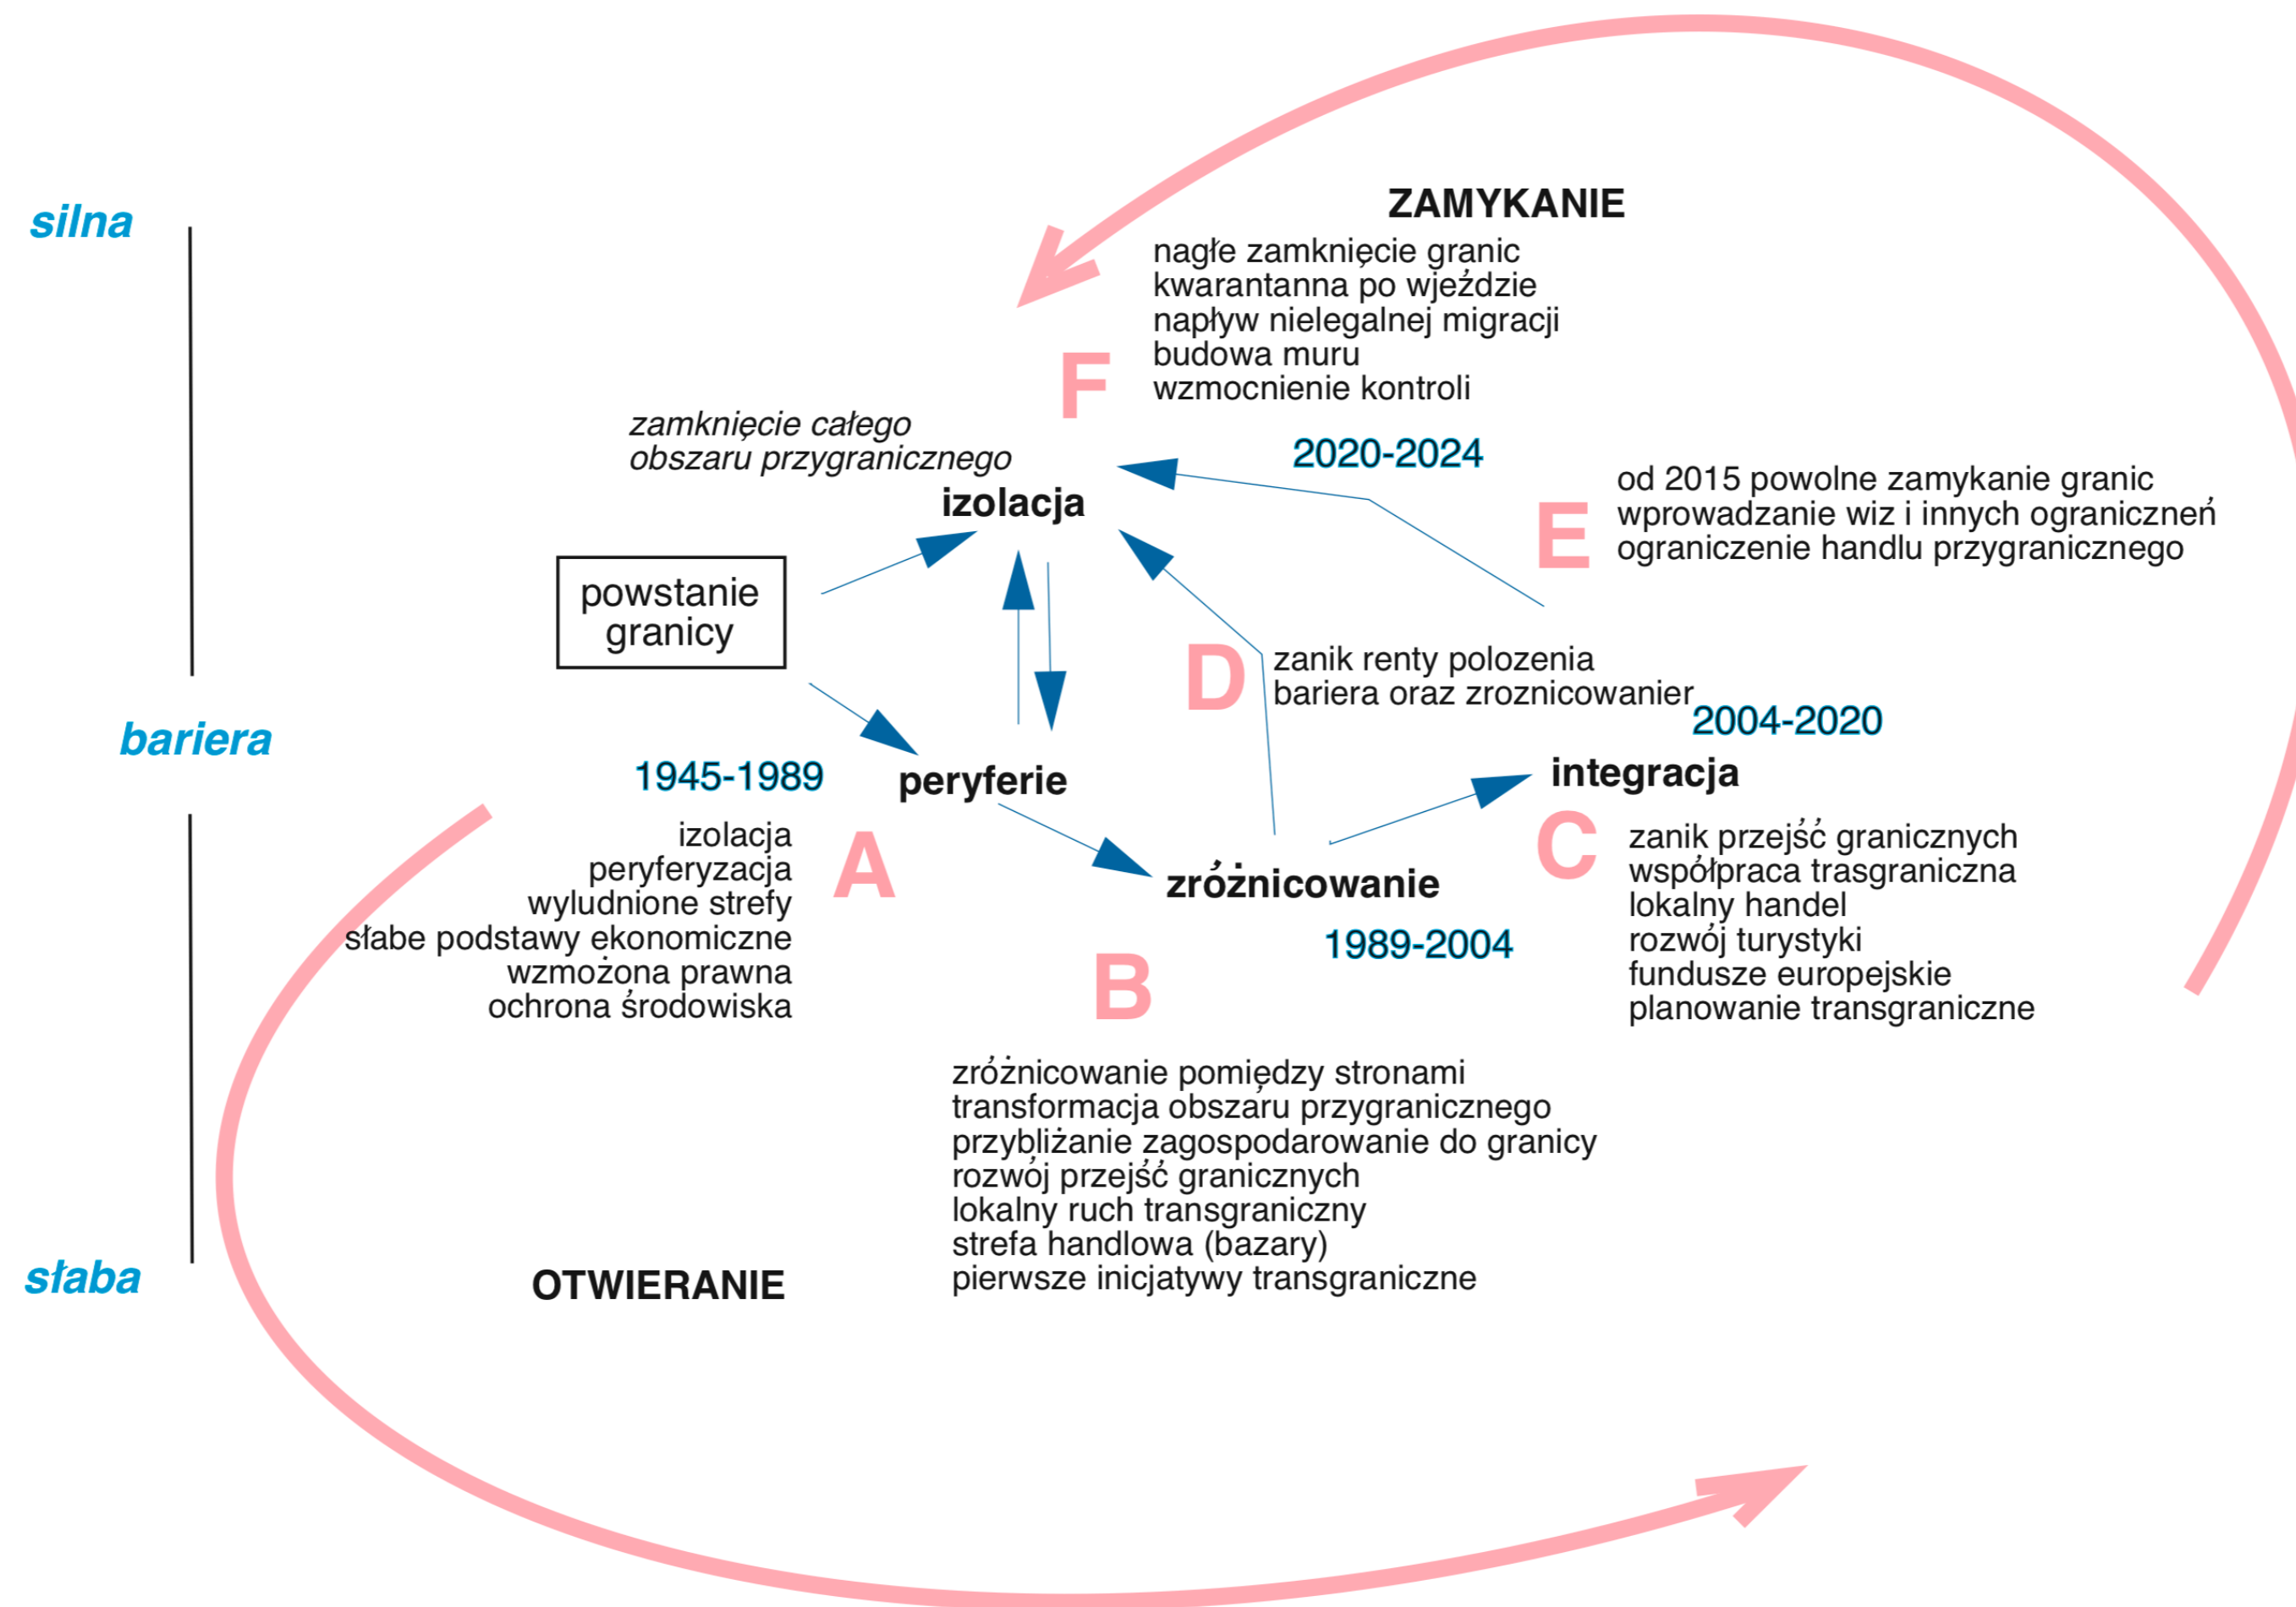 silna
ZAMYKANIE
nagłe zamknięcie granic
kwarantanna po wjeździe
napływ nielegalnej migracji
budowa muru
wzmocnienie kontroli
F
zamknięcie całego
obszaru przygranicznego
izolacja
2020-2024
E
od 2015 powolne zamykanie granic
wprowadzanie wiz i innych ograniczneń
ograniczenie handlu przygranicznego
powstanie
granicy
D
zanik renty polozenia
bariera oraz zroznicowanier
2004-2020
bariera
1945-1989
peryferie
integracja
izolacja
peryferyzacja
wyludnione strefy
słabe podstawy ekonomiczne
wzmożona prawna
ochrona środowiska
A
zróżnicowanie
1989-2004
C
zanik przejść granicznych
współpraca trasgraniczna
lokalny handel
rozwój turystyki
fundusze europejskie
planowanie transgraniczne
B
zróżnicowanie pomiędzy stronami
transformacja obszaru przygranicznego
przybliżanie zagospodarowanie do granicy
rozwój przejść granicznych
lokalny ruch transgraniczny
strefa handlowa (bazary)
pierwsze inicjatywy transgraniczne
słaba
OTWIERANIE